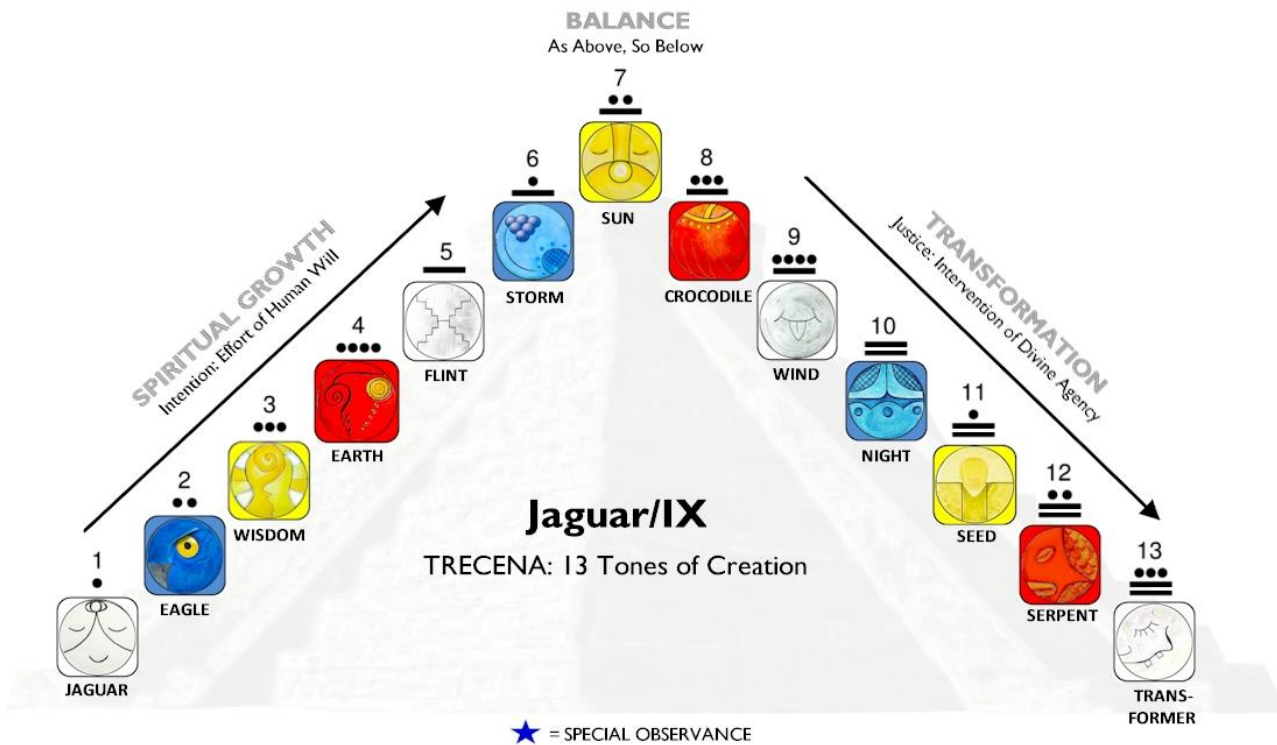 BALANCE
As Above, So Below
7
SUN
6
STORM
8
CROCODILE
5
FLINT
9
WIND
4
EARTH
10
NIGHT
3
WISDOM
11
SEED
2
EAGLE
12
SERPENT
1
JAGUAR
13
TRANS-
FORMER
SPIRITUAL GROWTH
Intention: Effort of Human Will
TRANSFORMATION
Justice: Intervention of Divine Agency
Jaguar/IX
TRECENA: 13 Tones of Creation
= SPECIAL OBSERVANCE